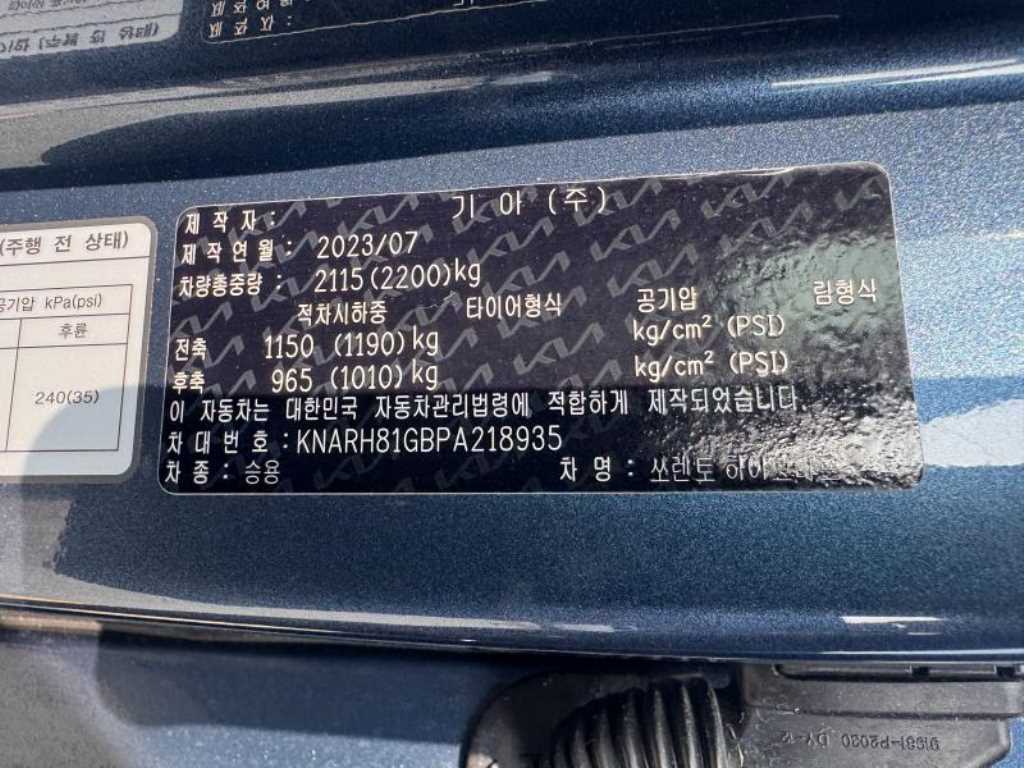 제작자 : 기아 (주)
제작연월 : 2023/07
차량총중량 : 2115 (2200)kg
적차시하중 타이어형식 공기압 림형식
전축 1150 (1190)kg kg/cm² (PSI)
후축 965 (1010)kg kg/cm² (PSI)
이 자동차는 대한민국 자동차관리법령에 적합하게 제작되었습니다.
차대번호 : KNARH81GBPA218935
차종 : 승용 차명 : 쏘렌토
(주행 전 상태)
공기압 kPa(psi)
후륜
240(35)